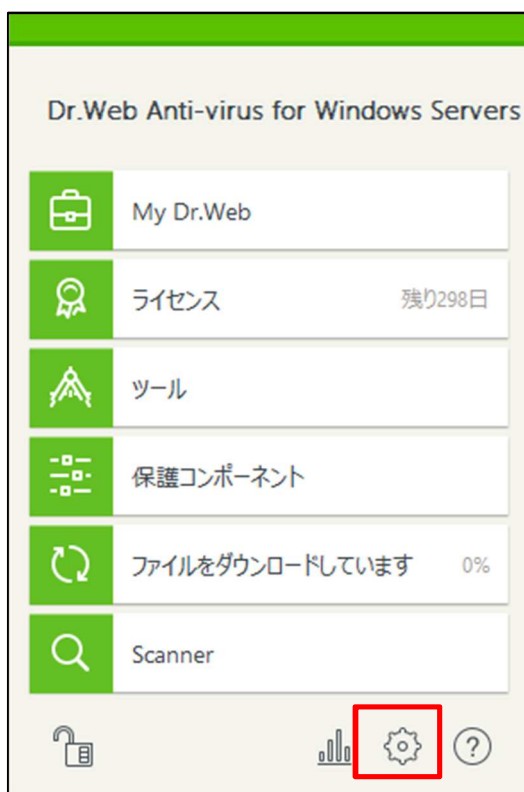 Dr.Web Anti-virus for Windows Servers
My Dr.Web
ライセンス 残り298日
ツール
保護コンポーネント
ファイルをダウンロードしています 0%
Scanner
?